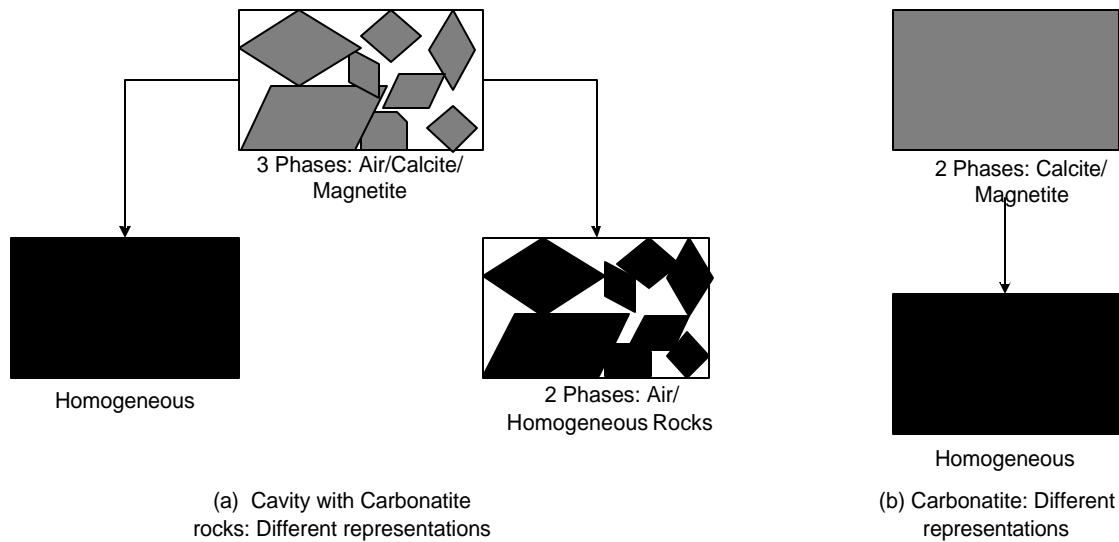 3 Phases: Air/Calcite/
Magnetite
2 Phases: Calcite/
Magnetite
Homogeneous
2 Phases: Air/
Homogeneous Rocks
Homogeneous
(a) Cavity with Carbonatite
rocks: Different representations
(b) Carbonatite: Different
representations